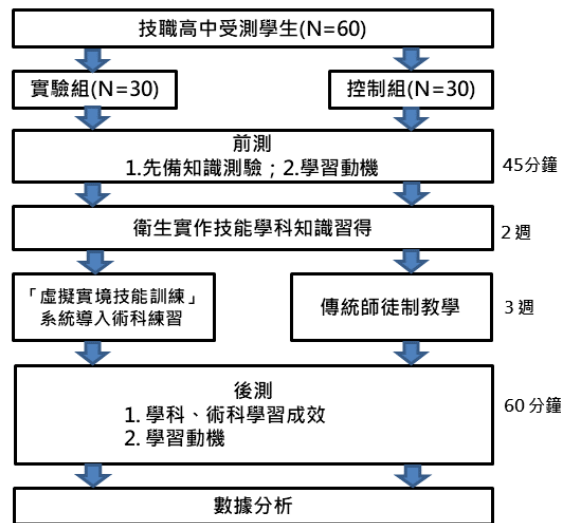 技職高中受測學生(N=60)
實驗組(N=30)
控制組(N=30)
前測
1.先備知識測驗；2.學習動機
45分鐘
衛生實作技能學科知識習得
2 週
「虛擬實境技能訓練」
系統導入術科練習
傳統師徒制教學
3 週
後測
1. 學科、術科學習成效
2. 學習動機
60 分鐘
數據分析